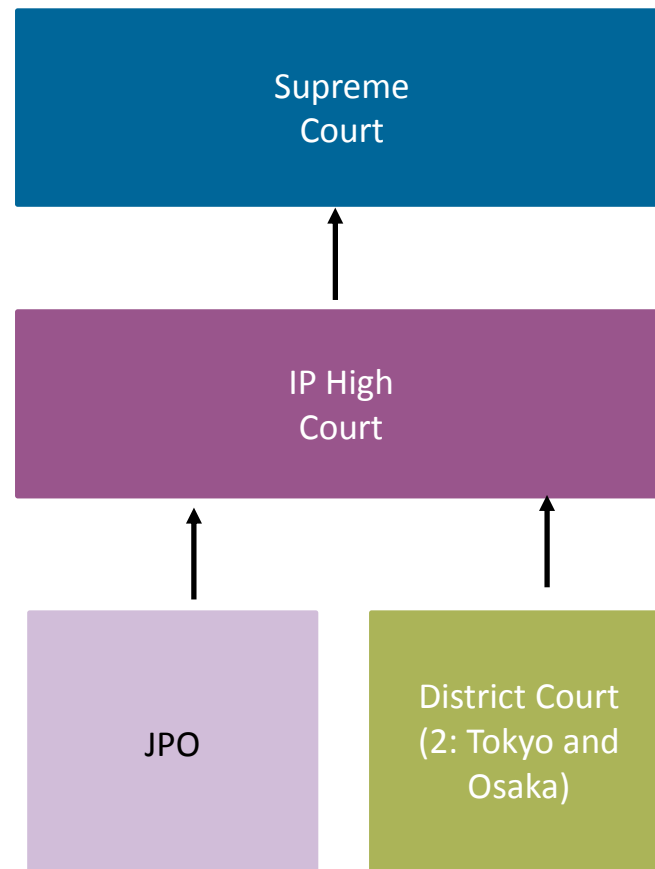 Supreme
Court
IP High
Court
JPO
District Court
(2: Tokyo and
Osaka)